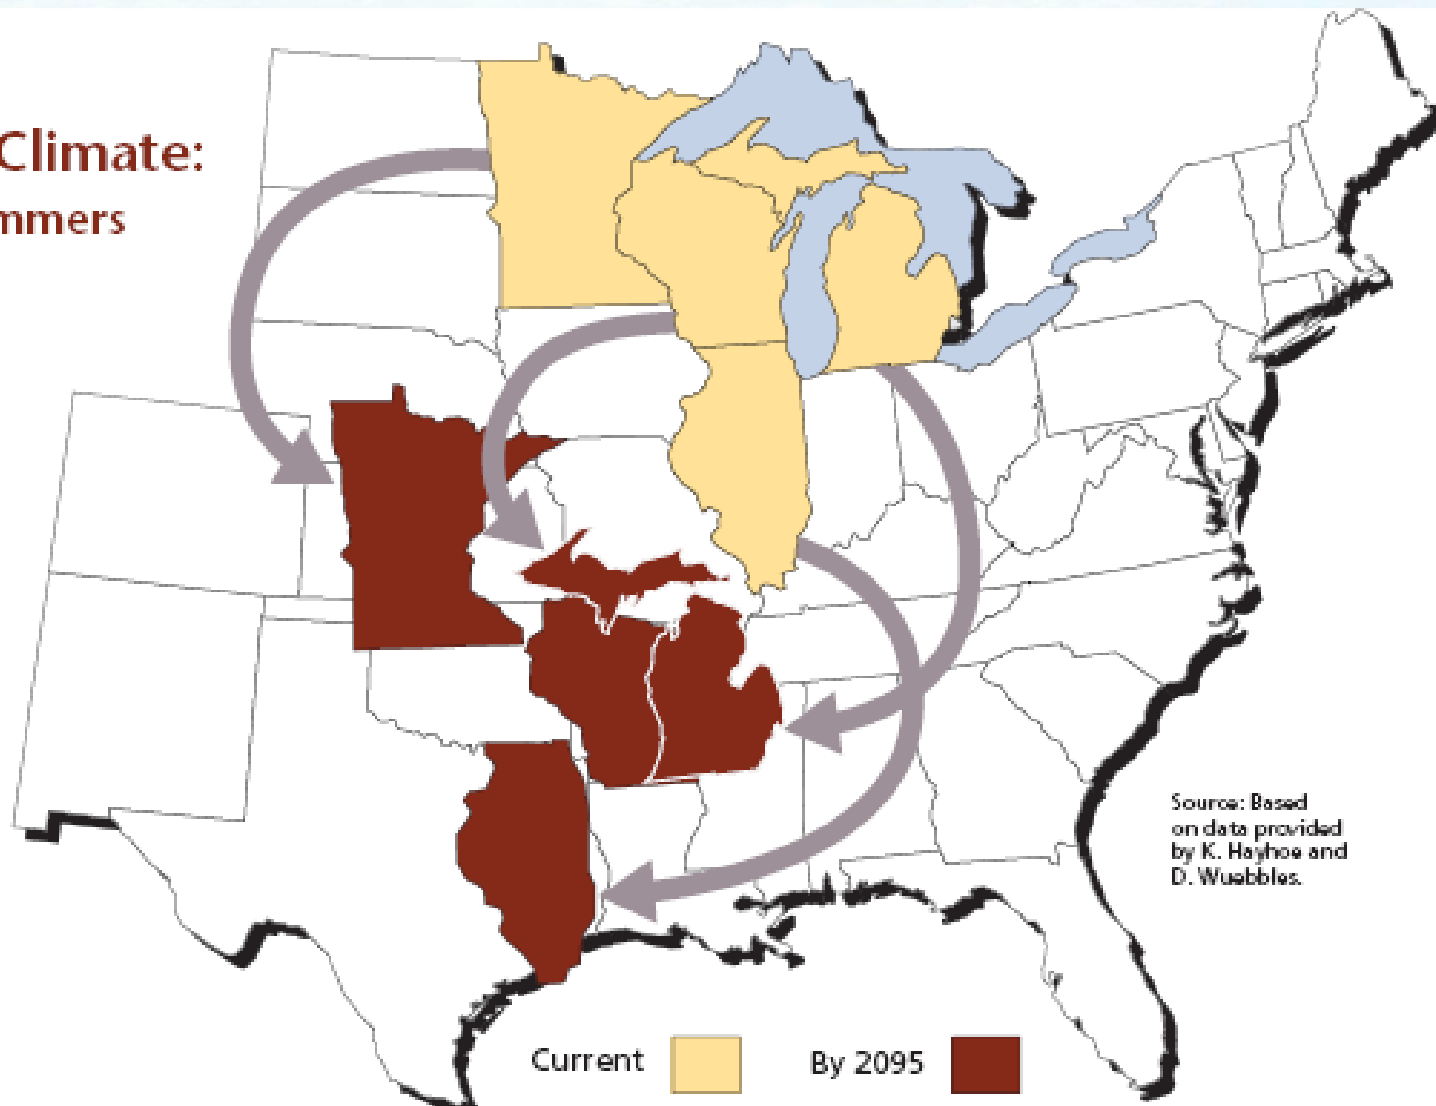 Climate:
mmers
Source: Based
on data provided
by K. Hayhoe and
D. Wuebbles.
Current
By 2095